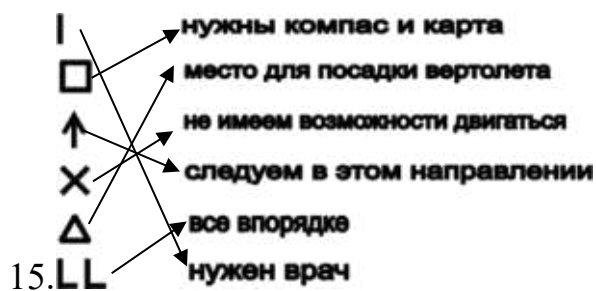 нужны компас и карта
место для посадки вертолета
не имеем возможности двигаться
следуем в этом направлении
все впорядке
15.LL нужен врач